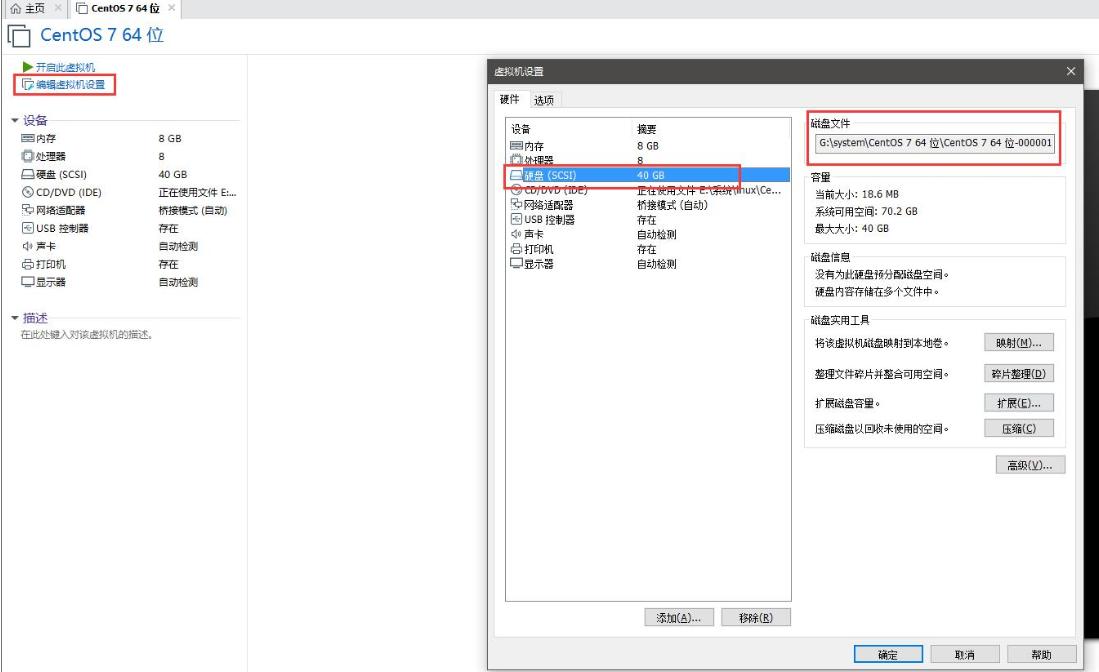 主页 × CentOS 7 64 位 ×
CentOS 7 64 位
开启此虚拟机
编辑虚拟机设置
设备
内存 8 GB
处理器 8
硬盘 (SCSI) 40 GB
CD/DVD (IDE) 正在使用文件 E:...
网络适配器 桥接模式 (自动)
USB 控制器 存在
声卡 自动检测
打印机 存在
显示器 自动检测
描述
在此处键入对该虚拟机的描述。
虚拟机设置
硬件 选项
设备 摘要
内存 8 GB
处理器 8
硬盘 (SCSI) 40 GB
CD/DVD (IDE) 正在使用文件 E:\系统\linux\Ce...
网络适配器 桥接模式 (自动)
USB 控制器 存在
声卡 自动检测
打印机 存在
显示器 自动检测
添加(A)... 移除(R)
磁盘文件
G:\system\CentOS 7 64 位\CentOS 7 64 位-000001
容量
当前大小: 18.6 MB
系统可用空间: 70.2 GB
最大大小: 40 GB
磁盘信息
没有为此硬盘预分配磁盘空间。
硬盘内容存储在多个文件中。
磁盘实用工具
将该虚拟机磁盘映射到本地卷。 映射(M)...
整理文件碎片并整合可用空间。 碎片整理(D)
扩展磁盘容量。 扩展(E)...
压缩磁盘以回收未使用的空间。 压缩(C)
高级(V)...
确定 取消 帮助